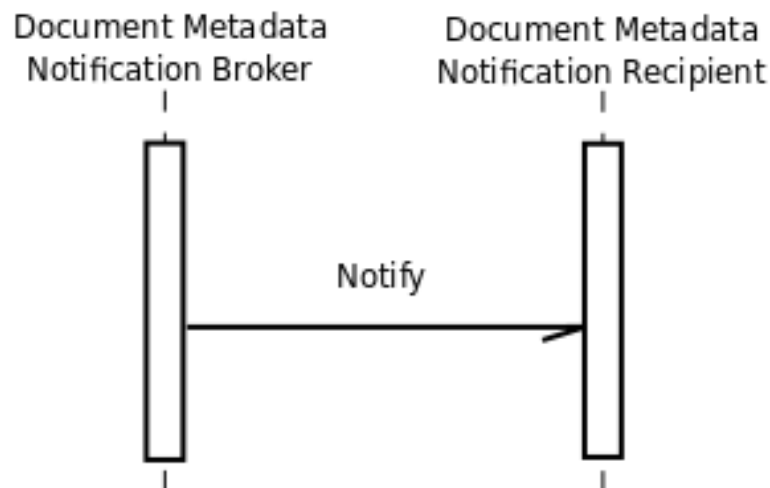 Document Metadata
Notification Broker
Document Metadata
Notification Recipient
Notify